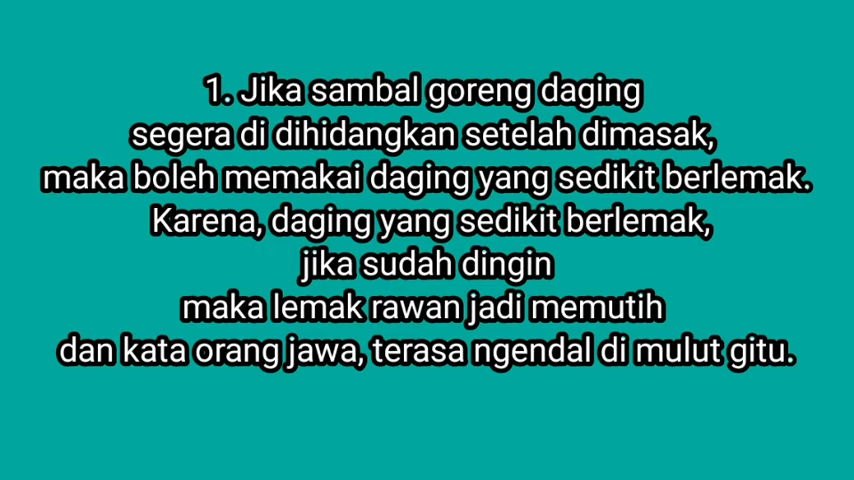 1. Jika sambal goreng daging
segera di dihidangkan setelah dimasak,
maka boleh memakai daging yang sedikit berlemak.
Karena, daging yang sedikit berlemak,
jika sudah dingin
maka lemak rawan jadi memutih
dan kata orang jawa, terasa ngendal di mulut gitu.